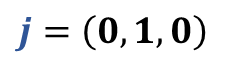 j = (0, 1, 0)